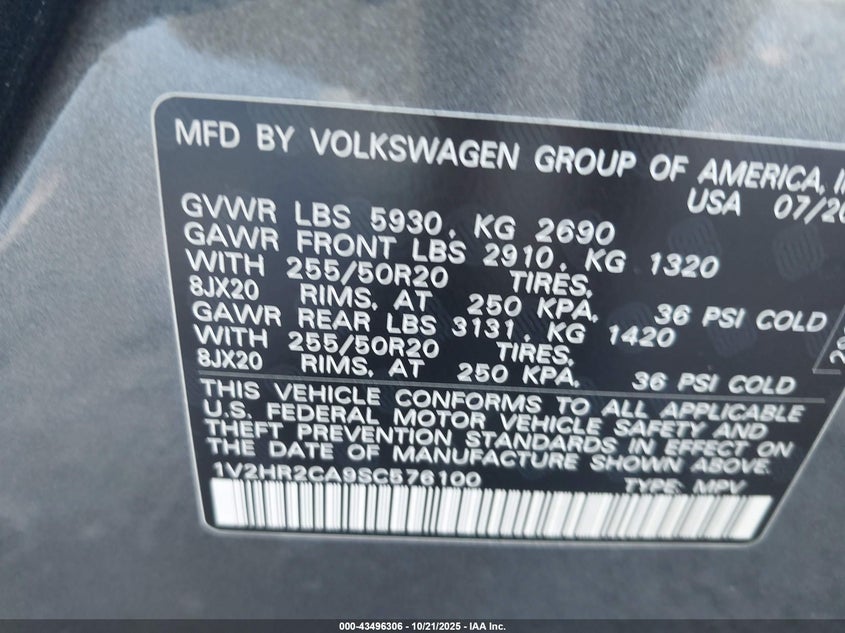 MFD BY VOLKSWAGEN GROUP OF AMERICA,
USA 07/20
GVWR LBS 5930, KG 2690
GAWR FRONT LBS 2910, KG 1320
WITH 255/50R20 TIRES,
8JX20 RIMS, AT 250 KPA, 36 PSI COLD
GAWR REAR LBS 3131, KG 1420
WITH 255/50R20 TIRES,
8JX20 RIMS, AT 250 KPA, 36 PSI COLD
THIS VEHICLE CONFORMS TO ALL APPLICABLE
U.S. FEDERAL MOTOR VEHICLE SAFETY AND
THEFT PREVENTION STANDARDS IN EFFECT ON
THE DATE OF MANUFACTURE SHOWN ABOVE.
1V2HR2CA9SC576100 TYPE: MPV
000-43496306 - 10/21/2025 - IAA Inc.